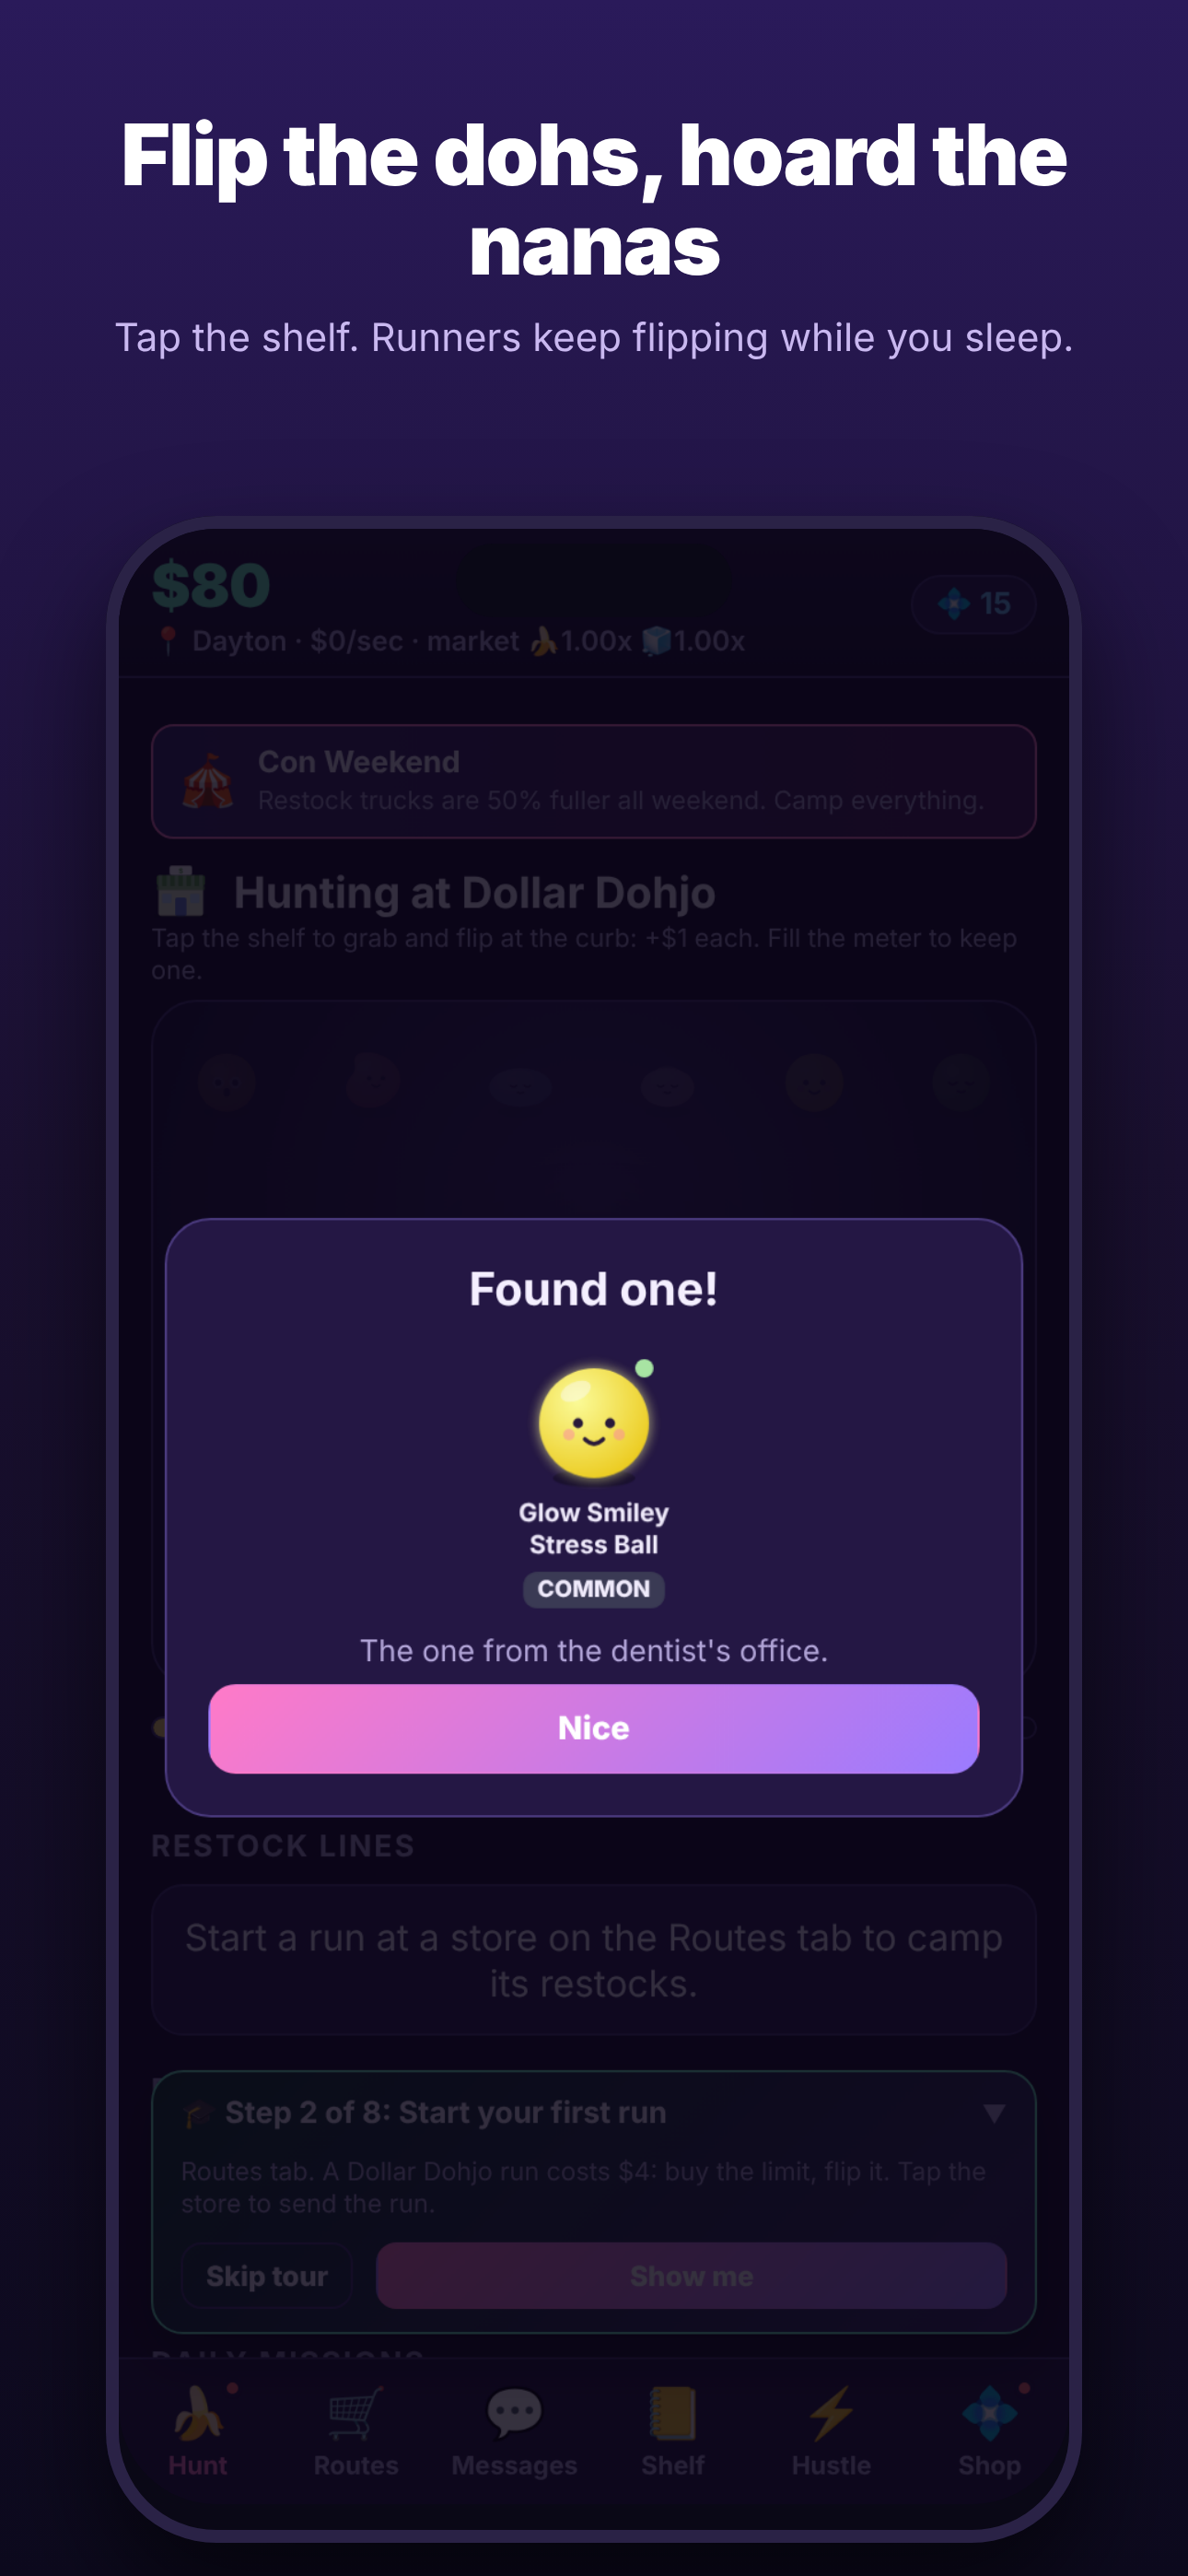 Flip the dohs, hoard the
nanas
Tap the shelf. Runners keep flipping while you sleep.
$80
15
Dayton · $0/sec · market 🍌1.00x 🧊1.00x
Con Weekend
Restock trucks are 50% fuller all weekend. Camp everything.
Hunting at Dollar Dohjo
Tap the shelf to grab and flip at the curb: +$1 each. Fill the meter to keep
one.
Found one!
Glow Smiley
Stress Ball
COMMON
The one from the dentist's office.
Nice
RESTOCK LINES
Start a run at a store on the Routes tab to camp
its restocks.
Step 2 of 8: Start your first run
Routes tab. A Dollar Dohjo run costs $4: buy the limit, flip it. Tap the
store to send the run.
Skip tour
Show me
DAILY MISSIONS
Hunt
Routes
Messages
Shelf
Hustle
Shop